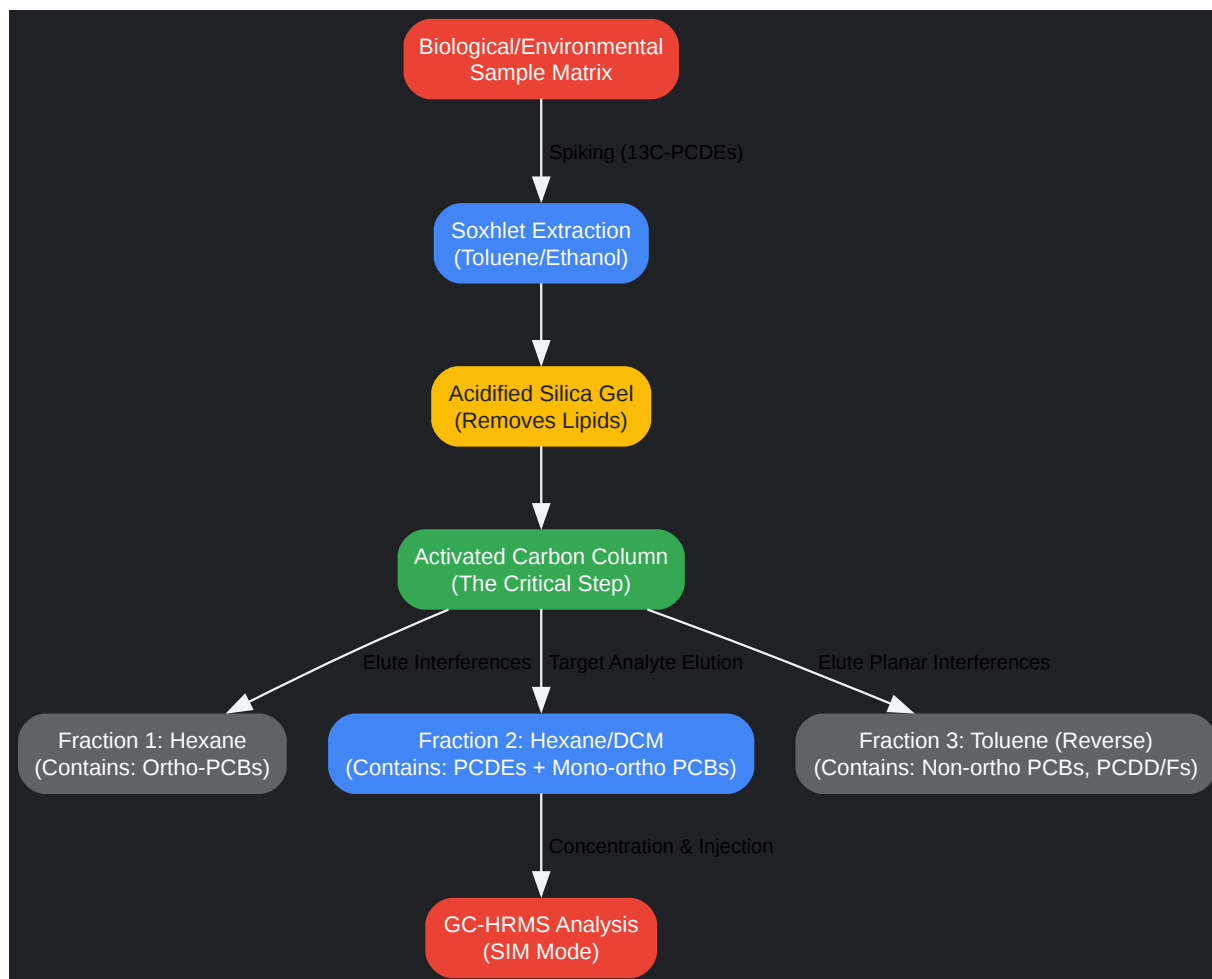 Biological/Environmental
Sample Matrix
Spiking (13C-PCDEs)
Soxhlet Extraction
(Toluene/Ethanol)
Acidified Silica Gel
(Removes Lipids)
Activated Carbon Column
(The Critical Step)
Elute Interferences
Target Analyte Elution
Elute Planar Interferences
Fraction 1: Hexane
(Contains: Ortho-PCBs)
Fraction 2: Hexane/DCM
(Contains: PCDEs + Mono-ortho PCBs)
Fraction 3: Toluene (Reverse)
(Contains: Non-ortho PCBs, PCDD/Fs)
Concentration & Injection
GC-HRMS Analysis
(SIM Mode)